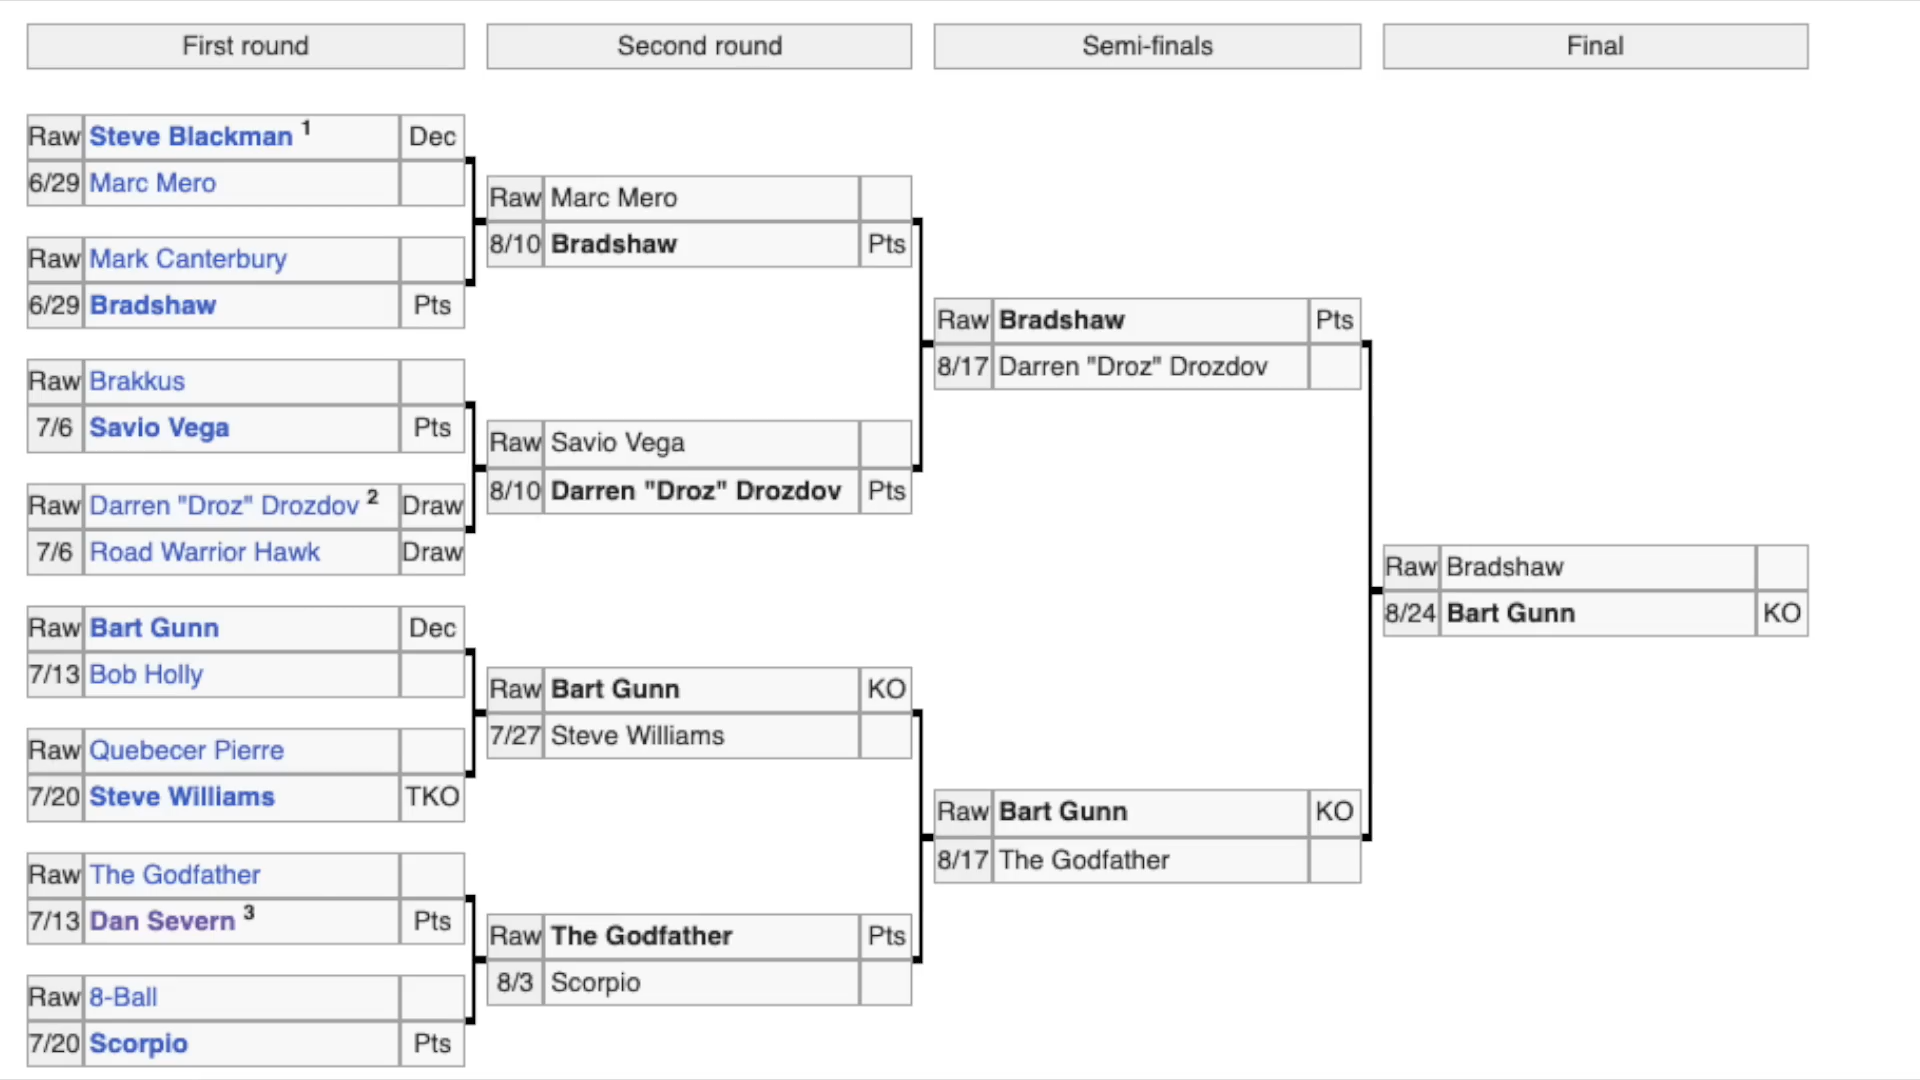 First round
Second round
Semi-finals
Final
Raw Steve Blackman 1 Dec
6/29 Marc Mero
Raw Mark Canterbury
6/29 Bradshaw Pts
Raw Brakkus
7/6 Savio Vega Pts
Raw Darren "Droz" Drozdov 2 Draw
7/6 Road Warrior Hawk Draw
Raw Bart Gunn Dec
7/13 Bob Holly
Raw Quebecer Pierre
7/20 Steve Williams TKO
Raw The Godfather
7/13 Dan Severn 3 Pts
Raw 8-Ball
7/20 Scorpio Pts
Raw Marc Mero
8/10 Bradshaw Pts
Raw Savio Vega
8/10 Darren "Droz" Drozdov Pts
Raw Bart Gunn KO
7/27 Steve Williams
Raw The Godfather Pts
8/3 Scorpio
Raw Bradshaw Pts
8/17 Darren "Droz" Drozdov
Raw Bart Gunn KO
8/17 The Godfather
Raw Bradshaw
8/24 Bart Gunn KO